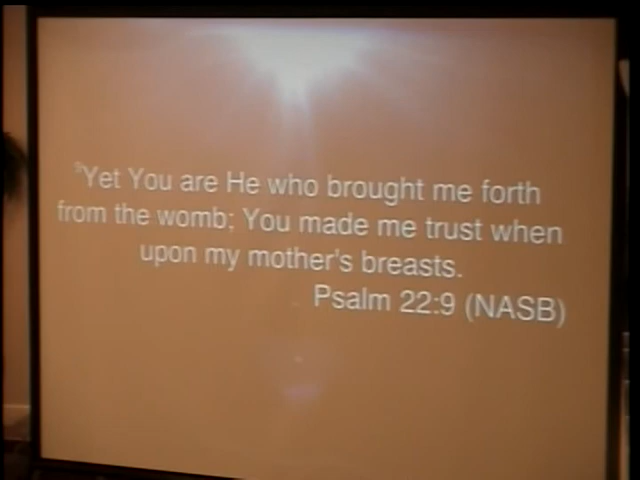 ⁹Yet You are He who brought me forth
from the womb; You made me trust when
upon my mother's breasts.
Psalm 22:9 (NASB)